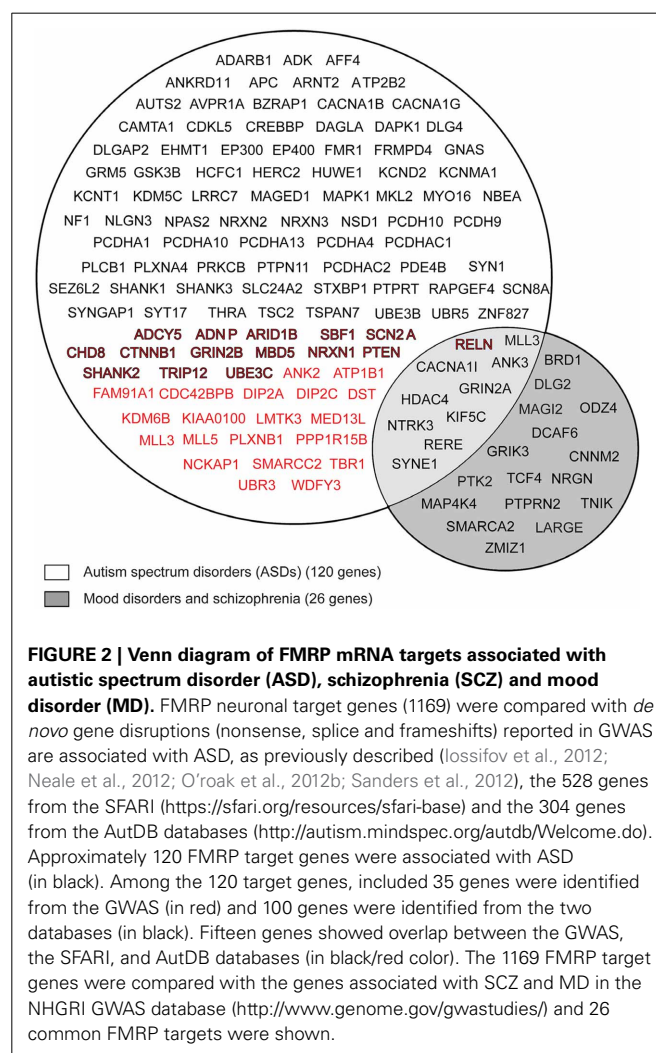 ADARB1 ADK AFF4
ANKRD11 APC ARNT2 ATP2B2
AUTS2 AVPR1A BZRAP1 CACNA1B CACNA1G
CAMTA1 CDKL5 CREBBP DAGLA DAPK1 DLG4
DLGAP2 EHMT1 EP300 EP400 FMR1 FRMPD4 GNAS
GRM5 GSK3B HCFC1 HERC2 HUWE1 KCND2 KCNMA1
KCNT1 KDM5C LRRC7 MAGED1 MAPK1 MKL2 MYO16 NBEA
NF1 NLGN3 NPAS2 NRXN2 NRXN3 NSD1 PCDH10 PCDH9
PCDHA1 PCDHA10 PCDHA13 PCDHA4 PCDHAC1
PLCB1 PLXNA4 PRKCB PTPN11 PCDHAC2 PDE4B SYN1
SEZ6L2 SHANK1 SHANK3 SLC24A2 STXBP1 PTPRT RAPGEF4 SCN8A
SYNGAP1 SYT17 THRA TSC2 TSPAN7 UBE3B UBR5 ZNF827
ADCY5 ADNP ARID1B SBF1 SCN2A
CHD8 CTNNB1 GRIN2B MBD5 NRXN1 PTEN
SHANK2 TRIP12 UBE3C ANK2 ATP1B1
FAM91A1 CDC42BPB DIP2A DIP2C DST
KDM6B KIAA0100 LMTK3 MED13L
MLL3 MLL5 PLXNB1 PPP1R15B
NCKAP1 SMARCC2 TBR1
UBR3 WDFY3
RELN MLL3
CACNA1I ANK3
HDAC4 GRIN2A
NTRK3 KIF5C
RERE
SYNE1
BRD1
DLG2
MAGI2 ODZ4
DCAF6
GRIK3 CNNM2
PTK2 TCF4 NRGN
MAP4K4 PTPRN2 TNIK
SMARCA2 LARGE
ZMIZ1
Autism spectrum disorders (ASDs) (120 genes)
Mood disorders and schizophrenia (26 genes)
FIGURE 2 | Venn diagram of FMRP mRNA targets associated with
autistic spectrum disorder (ASD), schizophrenia (SCZ) and mood
disorder (MD). FMRP neuronal target genes (1169) were compared with de
novo gene disruptions (nonsense, splice and frameshifts) reported in GWAS
are associated with ASD, as previously described (Iossifov et al., 2012;
Neale et al., 2012; O'roak et al., 2012b; Sanders et al., 2012), the 528 genes
from the SFARI (https://sfari.org/resources/sfari-base) and the 304 genes
from the AutDB databases (http://autism.mindspec.org/autdb/Welcome.do).
Approximately 120 FMRP target genes were associated with ASD
(in black). Among the 120 target genes, included 35 genes were identified
from the GWAS (in red) and 100 genes were identified from the two
databases (in black). Fifteen genes showed overlap between the GWAS,
the SFARI, and AutDB databases (in black/red color). The 1169 FMRP target
genes were compared with the genes associated with SCZ and MD in the
NHGRI GWAS database (http://www.genome.gov/gwastudies/) and 26
common FMRP targets were shown.